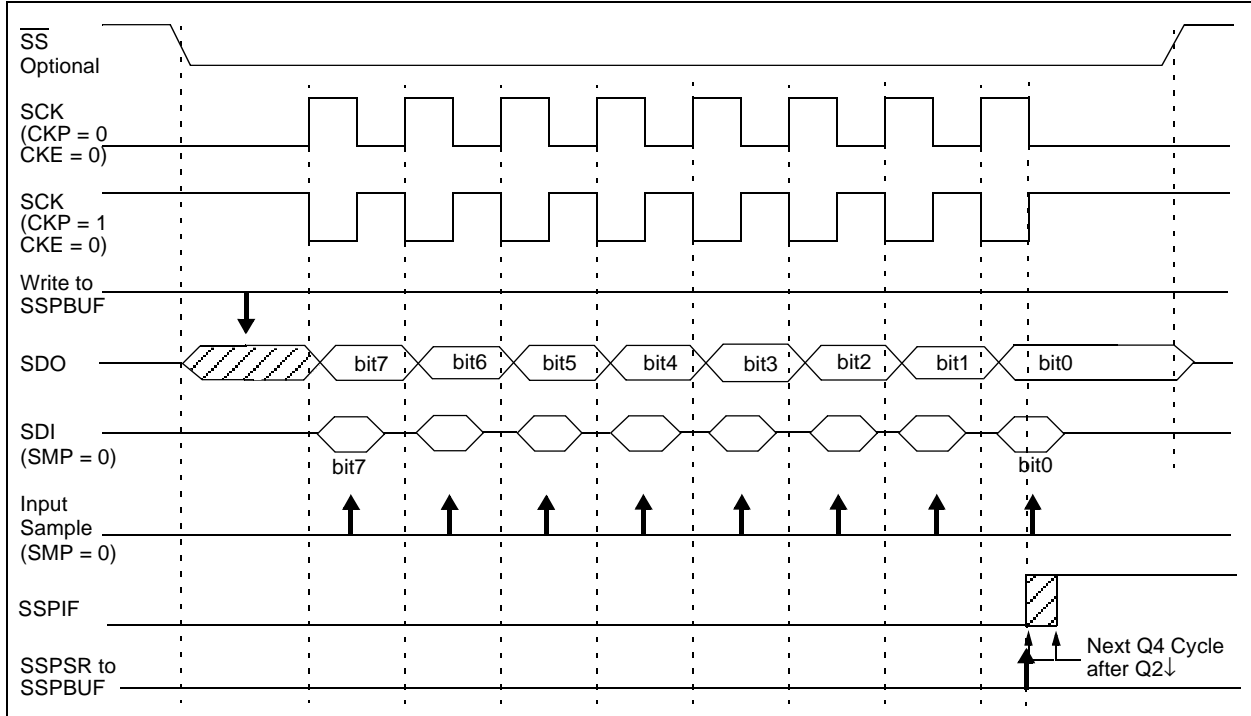 SS
Optional
SCK
(CKP = 0
CKE = 0)
SCK
(CKP = 1
CKE = 0)
Write to
SSPBUF
SDO
bit7 bit6 bit5 bit4 bit3 bit2 bit1 bit0
SDI
(SMP = 0)
bit7 bit0
Input
Sample
(SMP = 0)
SSPIF
Next Q4 Cycle
after Q2↓
SSPSR to
SSPBUF